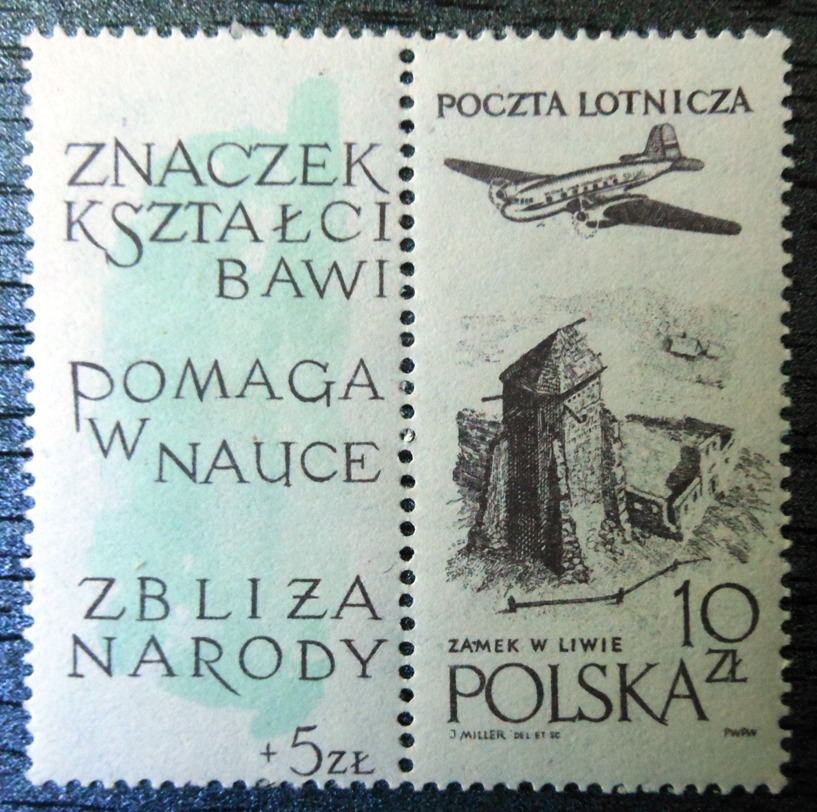 ZNACZEK
KSZTAŁCI
BAWI
POMAGA
W NAUCE
ZBLIŻA
NARODY
+5 ZŁ
POCZTA LOTNICZA
10
ZŁ
ZAMEK W LIWIE
POLSKA
J MILLER DEL ET SC
PWPW